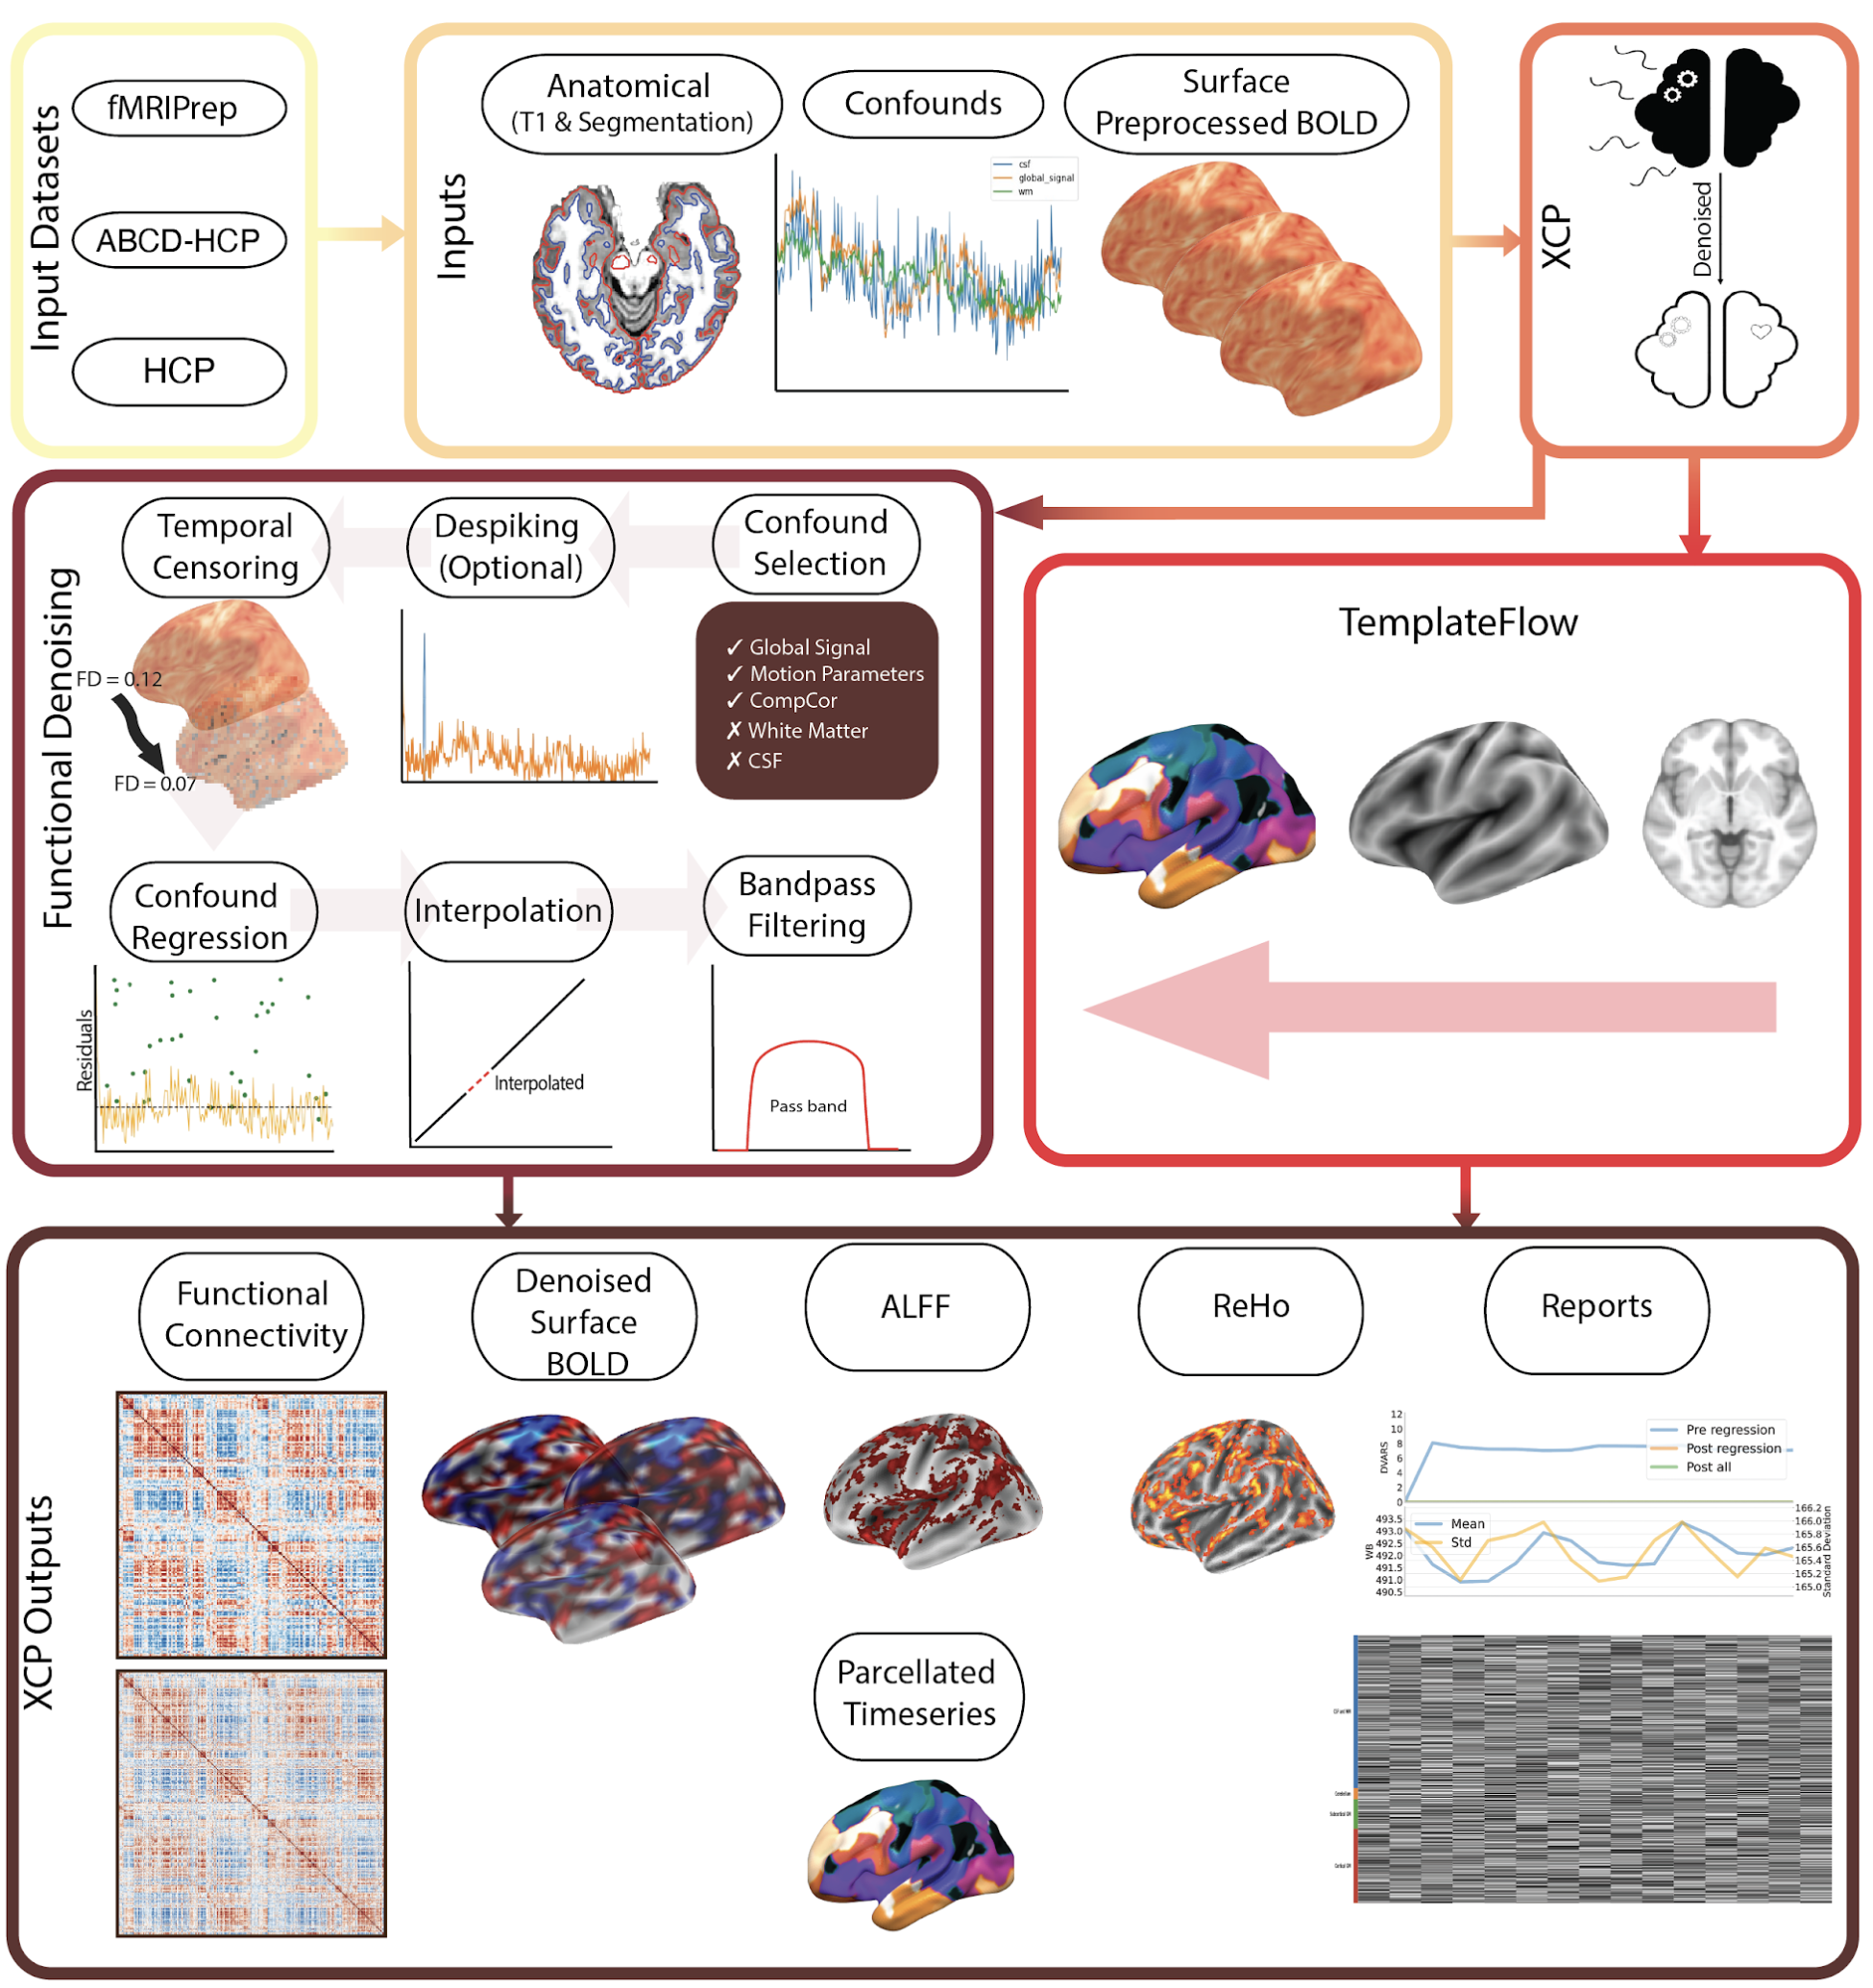 Input Datasets
fMRIPrep
ABCD-HCP
HCP
Inputs
Anatomical
(T1 & Segmentation)
Confounds
csf
global_signal
wm
Surface
Preprocessed BOLD
XCP
Denoised
Functional Denoising
Temporal
Censoring
Despiking
(Optional)
Confound
Selection
FD = 0.12
FD = 0.07
✓ Global Signal
✓ Motion Parameters
✓ CompCor
✗ White Matter
✗ CSF
Confound
Regression
Interpolation
Bandpass
Filtering
Residuals
Interpolated
Pass band
TemplateFlow
XCP Outputs
Functional
Connectivity
Denoised
Surface
BOLD
ALFF
ReHo
Reports
Parcellated
Timeseries
DVARS
12
10
8
6
4
2
0
Pre regression
Post regression
Post all
WB
493.5
493.0
492.5
492.0
491.5
491.0
490.5
Mean
Std
166.2
166.0
165.8
165.6
165.4
165.2
165.0
Standard Deviation
Cerebellum
Subcortical GM
Cortical GM